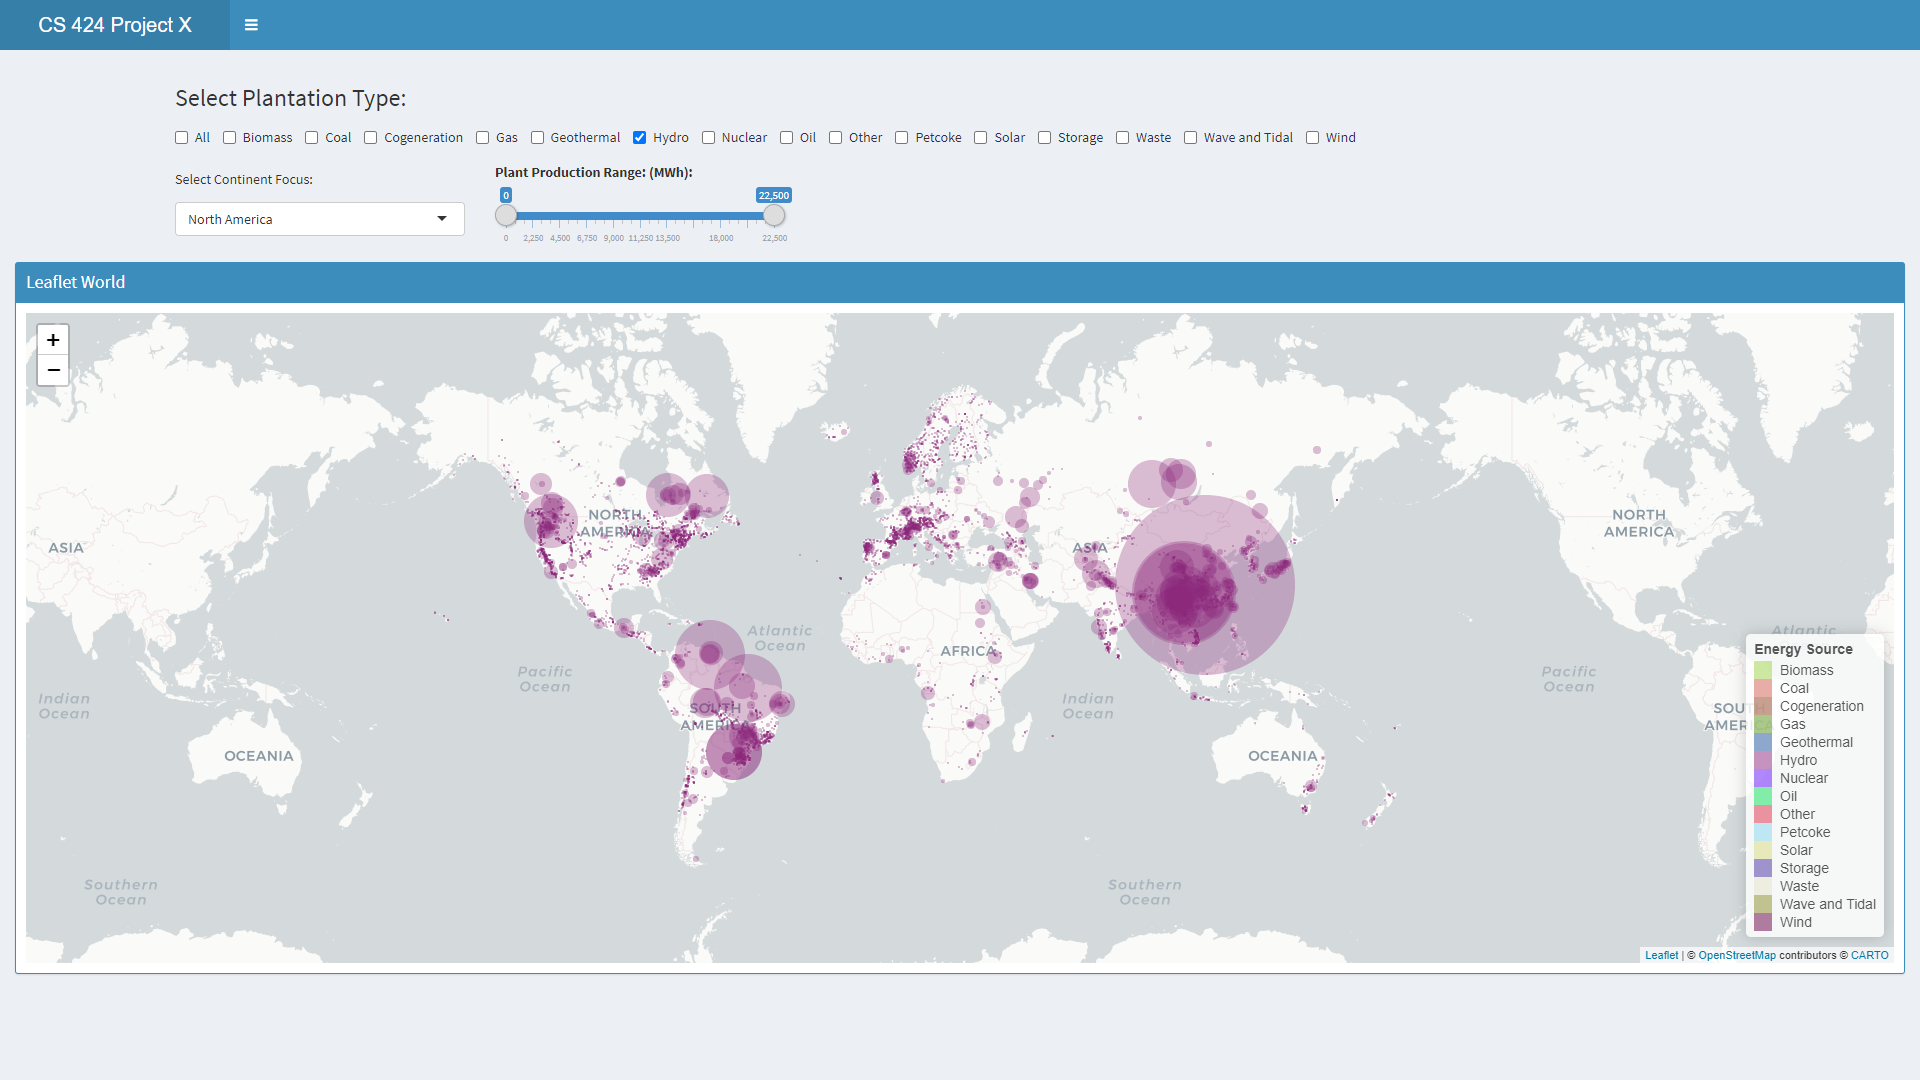 CS 424 Project X
Select Plantation Type:
All Biomass Coal Cogeneration Gas Geothermal Hydro Nuclear Oil Other Petcoke Solar Storage Waste Wave and Tidal Wind
Select Continent Focus:
North America
Plant Production Range: (MWh):
0 22,500
0 2,250 4,500 6,750 9,000 11,250 13,500 18,000 22,500
Leaflet World
+
−
NORTH
AMERICA
NORTH
AMERICA
ASIA
ASIA
Atlantic
Ocean
AFRICA
Atlantic
Pacific
Ocean
Pacific
Ocean
Indian
Ocean
Indian
Ocean
SOUTH
AMERICA
SOUTH
AMERICA
OCEANIA
OCEANIA
Southern
Ocean
Southern
Ocean
Energy Source
Biomass
Coal
Cogeneration
Gas
Geothermal
Hydro
Nuclear
Oil
Other
Petcoke
Solar
Storage
Waste
Wave and Tidal
Wind
Leaflet | © OpenStreetMap contributors © CARTO